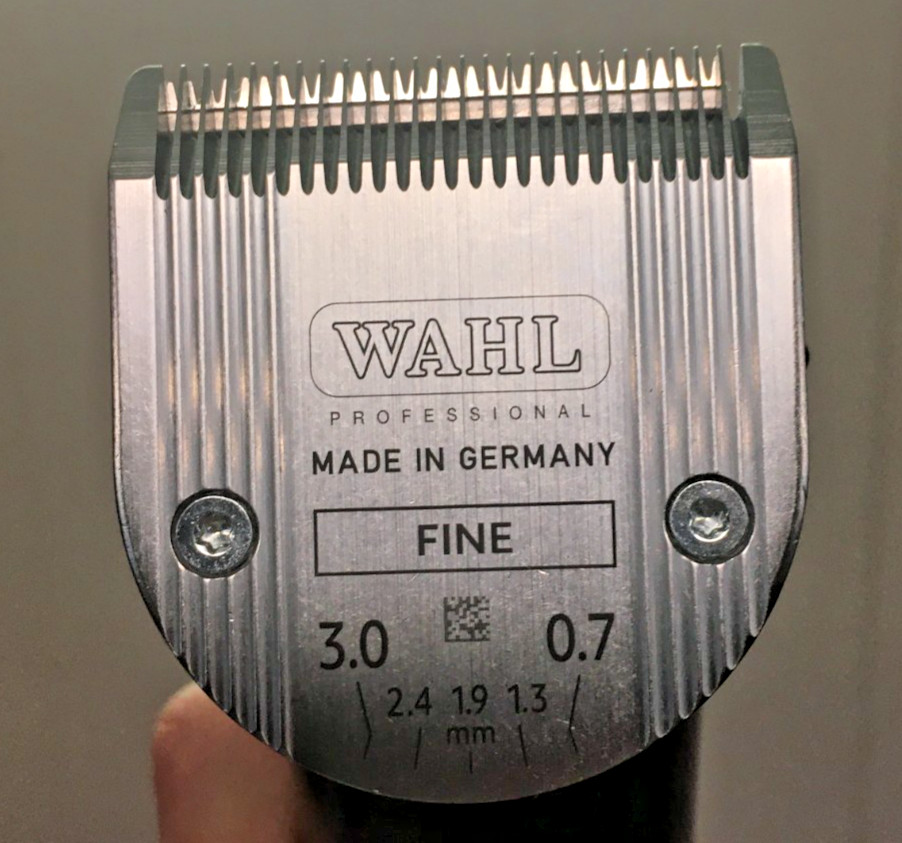 WAHL
PROFESSIONAL
MADE IN GERMANY
FINE
3.0 0.7
2.4 1.9 1.3
mm